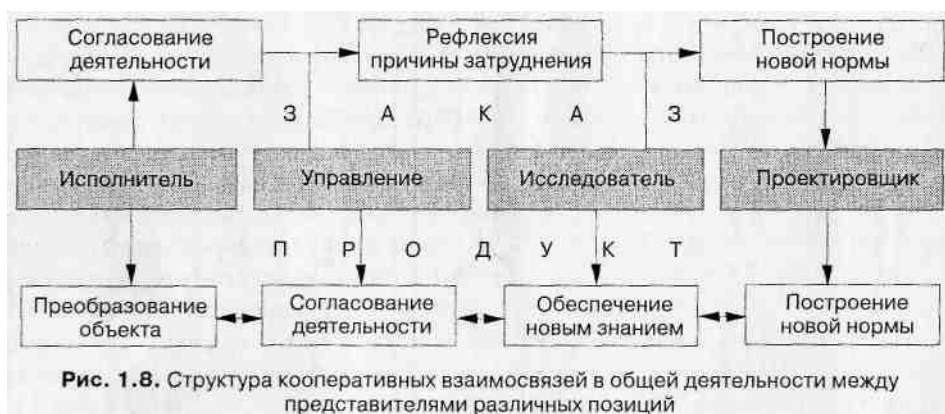 Согласование
деятельности
Рефлексия
причины затруднения
Построение
новой нормы
З А К А З
Исполнитель
Управление
Исследователь
Проектировщик
П Р О Д У К Т
Преобразование
объекта
Согласование
деятельности
Обеспечение
новым знанием
Построение
новой нормы
Рис. 1.8. Структура кооперативных взаимосвязей в общей деятельности между
представителями различных позиций